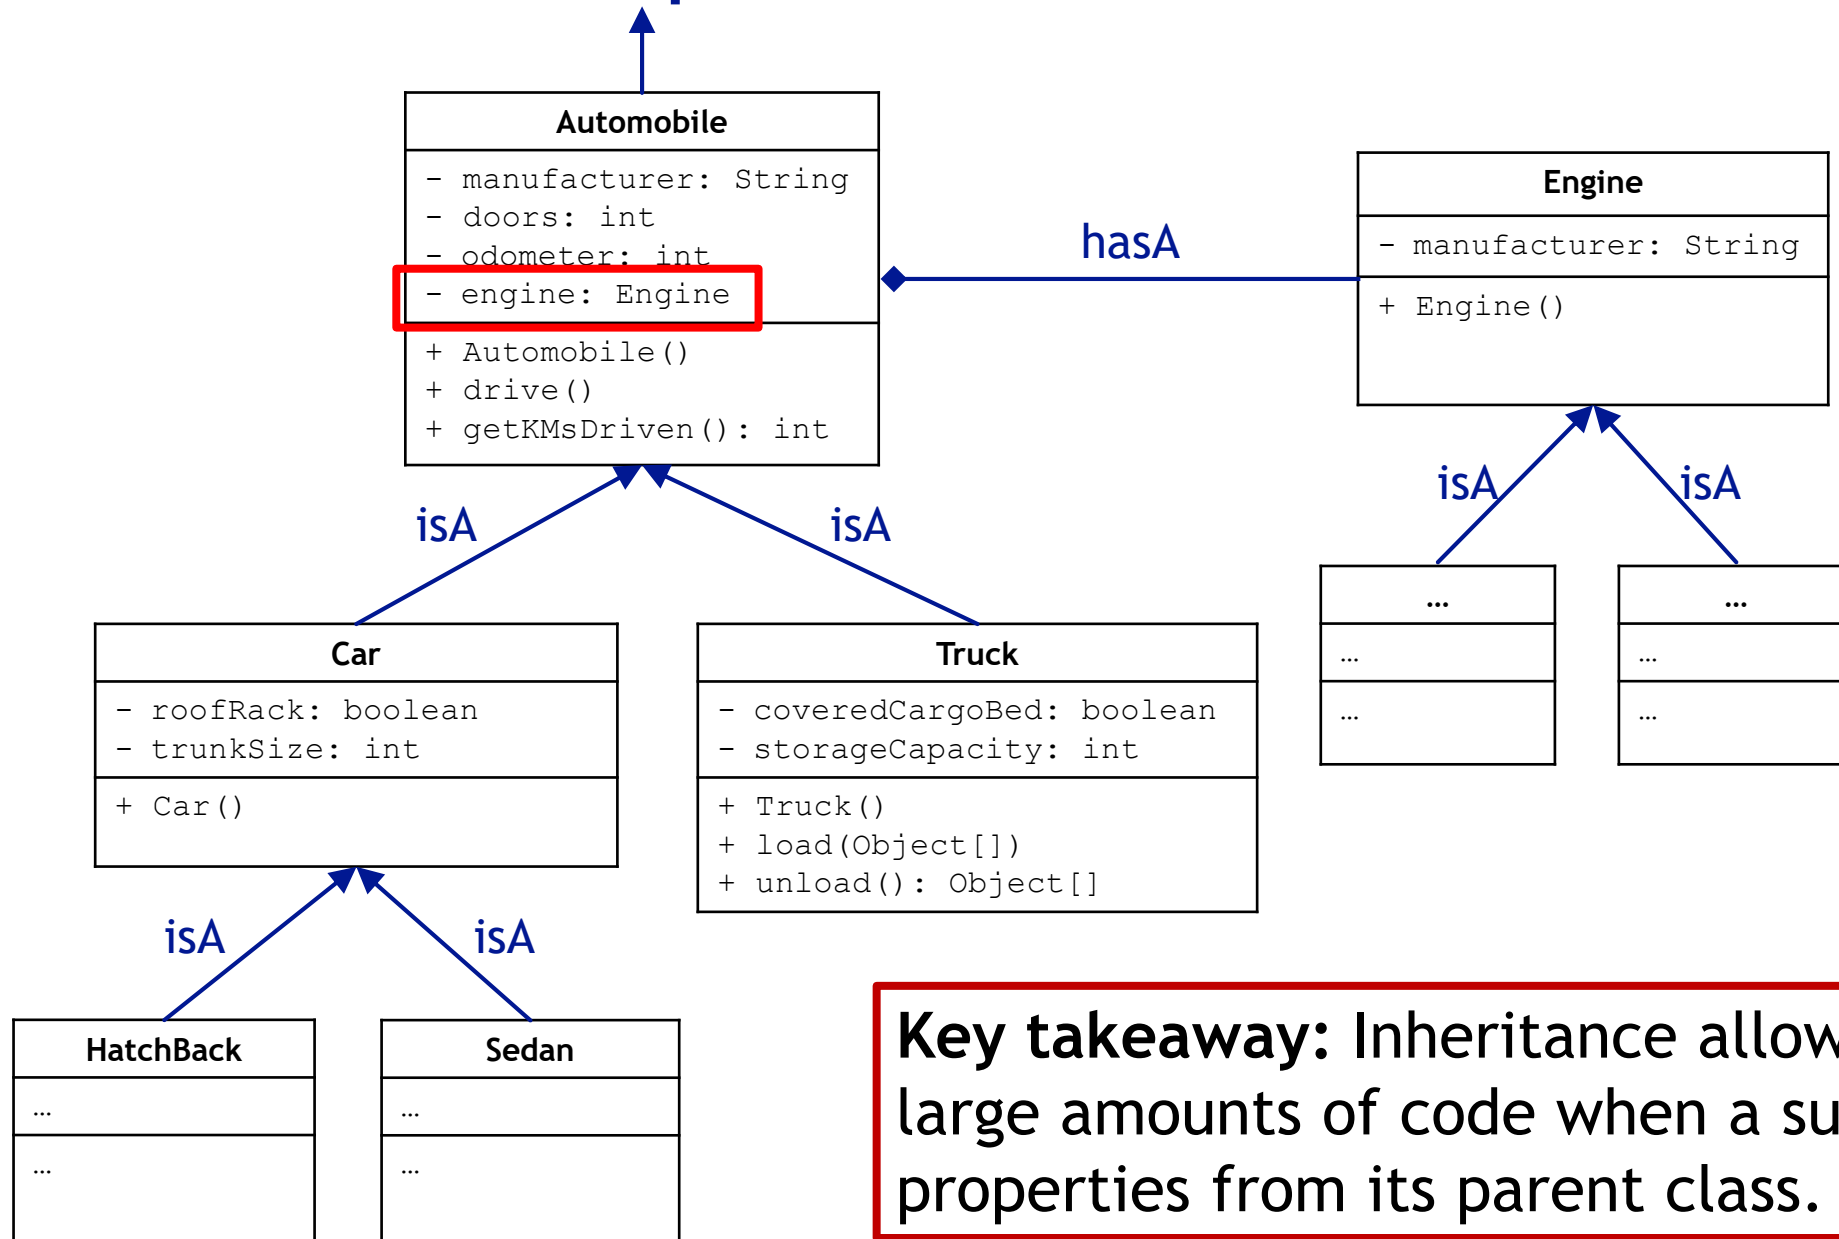 Automobile
- manufacturer: String
- doors: int
- odometer: int
- engine: Engine
+ Automobile()
+ drive()
+ getKMsDriven(): int
hasA
Engine
- manufacturer: String
+ Engine()
isA
isA
isA
isA
...
...
...
...
...
...
Car
- roofRack: boolean
- trunkSize: int
+ Car()
Truck
- coveredCargoBed: boolean
- storageCapacity: int
+ Truck()
+ load(Object[])
+ unload(): Object[]
isA
isA
HatchBack
...
...
Sedan
...
...
Key takeaway: Inheritance allow
large amounts of code when a su
properties from its parent class.